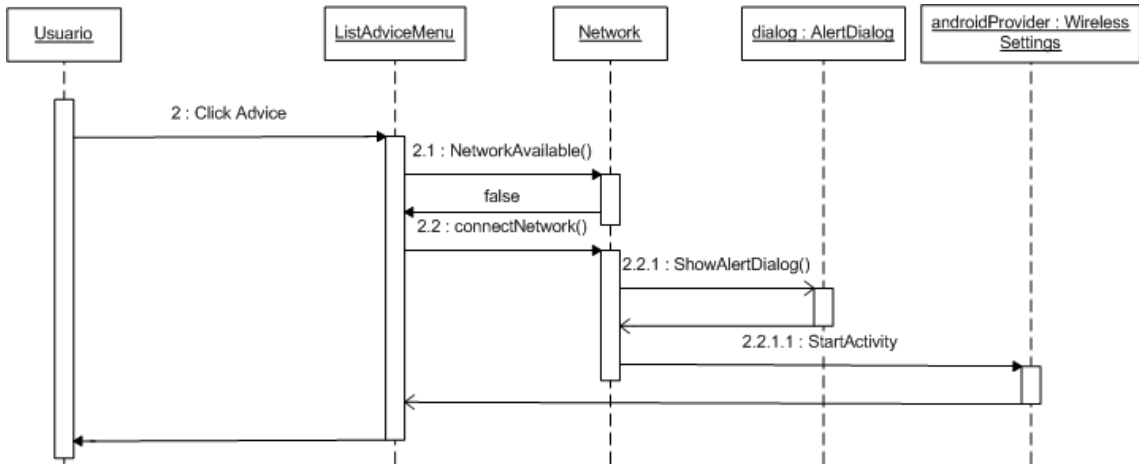 Usuario
ListAdviceMenu
Network
dialog : AlertDialog
androidProvider : Wireless
Settings
2 : Click Advice
2.1 : NetworkAvailable()
false
2.2 : connectNetwork()
2.2.1 : ShowAlertDialog()
2.2.1.1 : StartActivity